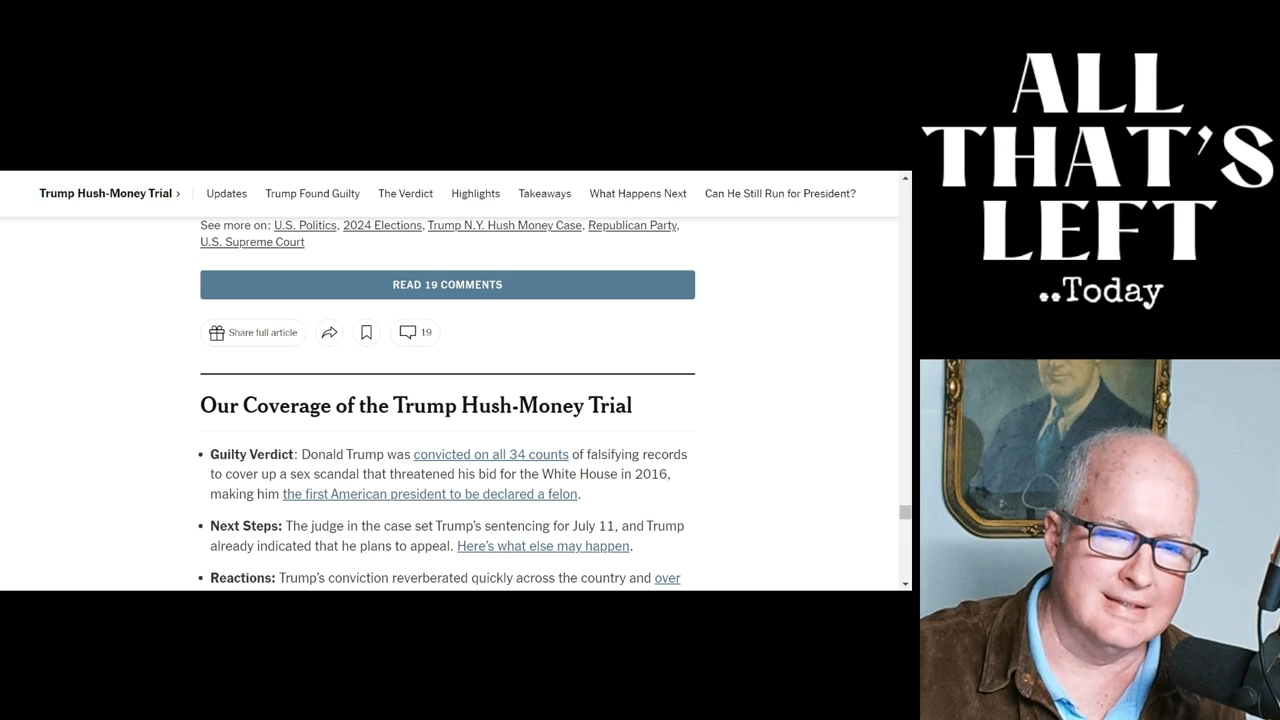 Trump Hush-Money Trial › Updates Trump Found Guilty The Verdict Highlights Takeaways What Happens Next Can He Still Run for President?
See more on: U.S. Politics, 2024 Elections, Trump N.Y. Hush Money Case, Republican Party,
U.S. Supreme Court
READ 19 COMMENTS
Share full article 19
Our Coverage of the Trump Hush-Money Trial
• Guilty Verdict: Donald Trump was convicted on all 34 counts of falsifying records
to cover up a sex scandal that threatened his bid for the White House in 2016,
making him the first American president to be declared a felon.
• Next Steps: The judge in the case set Trump's sentencing for July 11, and Trump
already indicated that he plans to appeal. Here's what else may happen.
• Reactions: Trump's conviction reverberated quickly across the country and over
ALL
THAT'S
LEFT
..Today